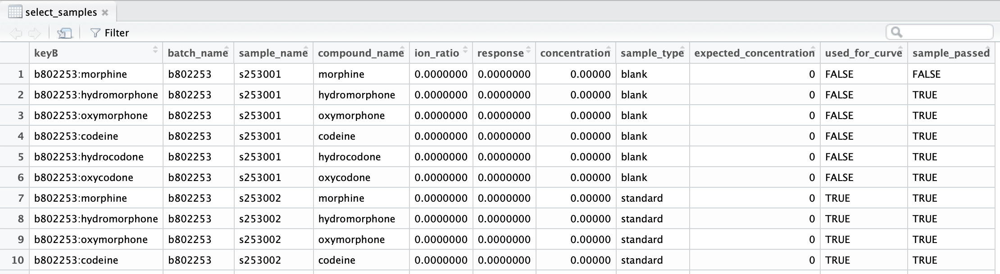 select_samples
Filter
keyB batch_name sample_name compound_name ion_ratio response concentration sample_type expected_concentration used_for_curve sample_passed
1 b802253:morphine b802253 s253001 morphine 0.0000000 0.0000000 0.00000 blank 0 FALSE FALSE
2 b802253:hydromorphone b802253 s253001 hydromorphone 0.0000000 0.0000000 0.00000 blank 0 FALSE TRUE
3 b802253:oxymorphone b802253 s253001 oxymorphone 0.0000000 0.0000000 0.00000 blank 0 FALSE TRUE
4 b802253:codeine b802253 s253001 codeine 0.0000000 0.0000000 0.00000 blank 0 FALSE TRUE
5 b802253:hydrocodone b802253 s253001 hydrocodone 0.0000000 0.0000000 0.00000 blank 0 FALSE TRUE
6 b802253:oxycodone b802253 s253001 oxycodone 0.0000000 0.0000000 0.00000 blank 0 FALSE TRUE
7 b802253:morphine b802253 s253002 morphine 0.0000000 0.0000000 0.00000 standard 0 TRUE TRUE
8 b802253:hydromorphone b802253 s253002 hydromorphone 0.0000000 0.0000000 0.00000 standard 0 TRUE TRUE
9 b802253:oxymorphone b802253 s253002 oxymorphone 0.0000000 0.0000000 0.00000 standard 0 TRUE TRUE
10 b802253:codeine b802253 s253002 codeine 0.0000000 0.0000000 0.00000 standard 0 TRUE TRUE